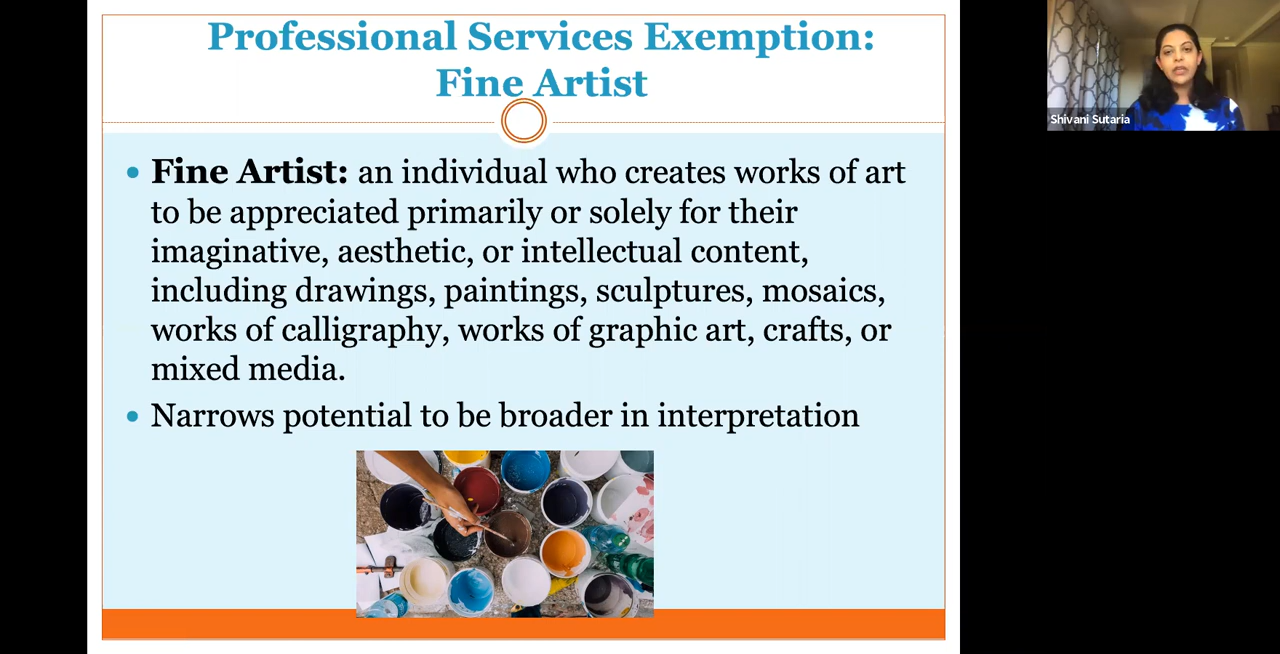 Professional Services Exemption:
Fine Artist
Shivani Sutaria
• Fine Artist: an individual who creates works of art
to be appreciated primarily or solely for their
imaginative, aesthetic, or intellectual content,
including drawings, paintings, sculptures, mosaics,
works of calligraphy, works of graphic art, crafts, or
mixed media.
• Narrows potential to be broader in interpretation